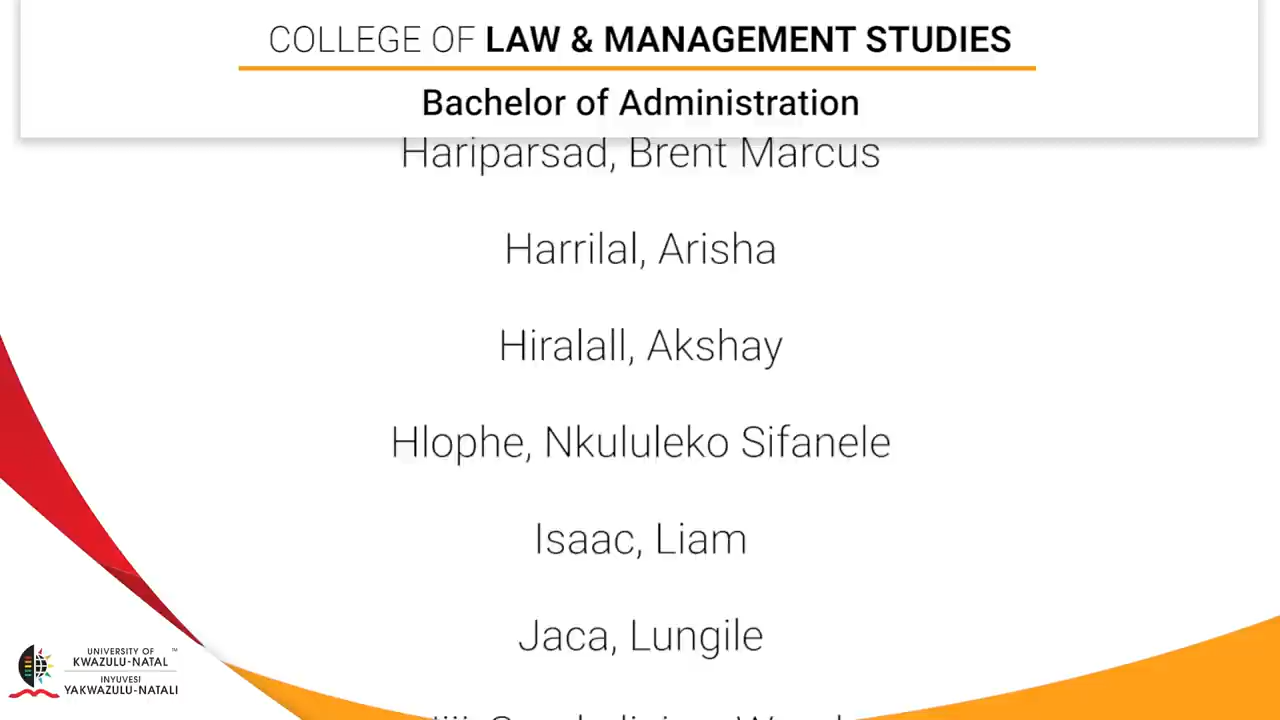 COLLEGE OF LAW & MANAGEMENT STUDIES
Bachelor of Administration
Hariparsad, Brent Marcus
Harrilal, Arisha
Hiralall, Akshay
Hlophe, Nkululeko Sifanele
Isaac, Liam
Jaca, Lungile
UNIVERSITY OF ™
KWAZULU-NATAL
INYUVESI
YAKWAZULU-NATALI